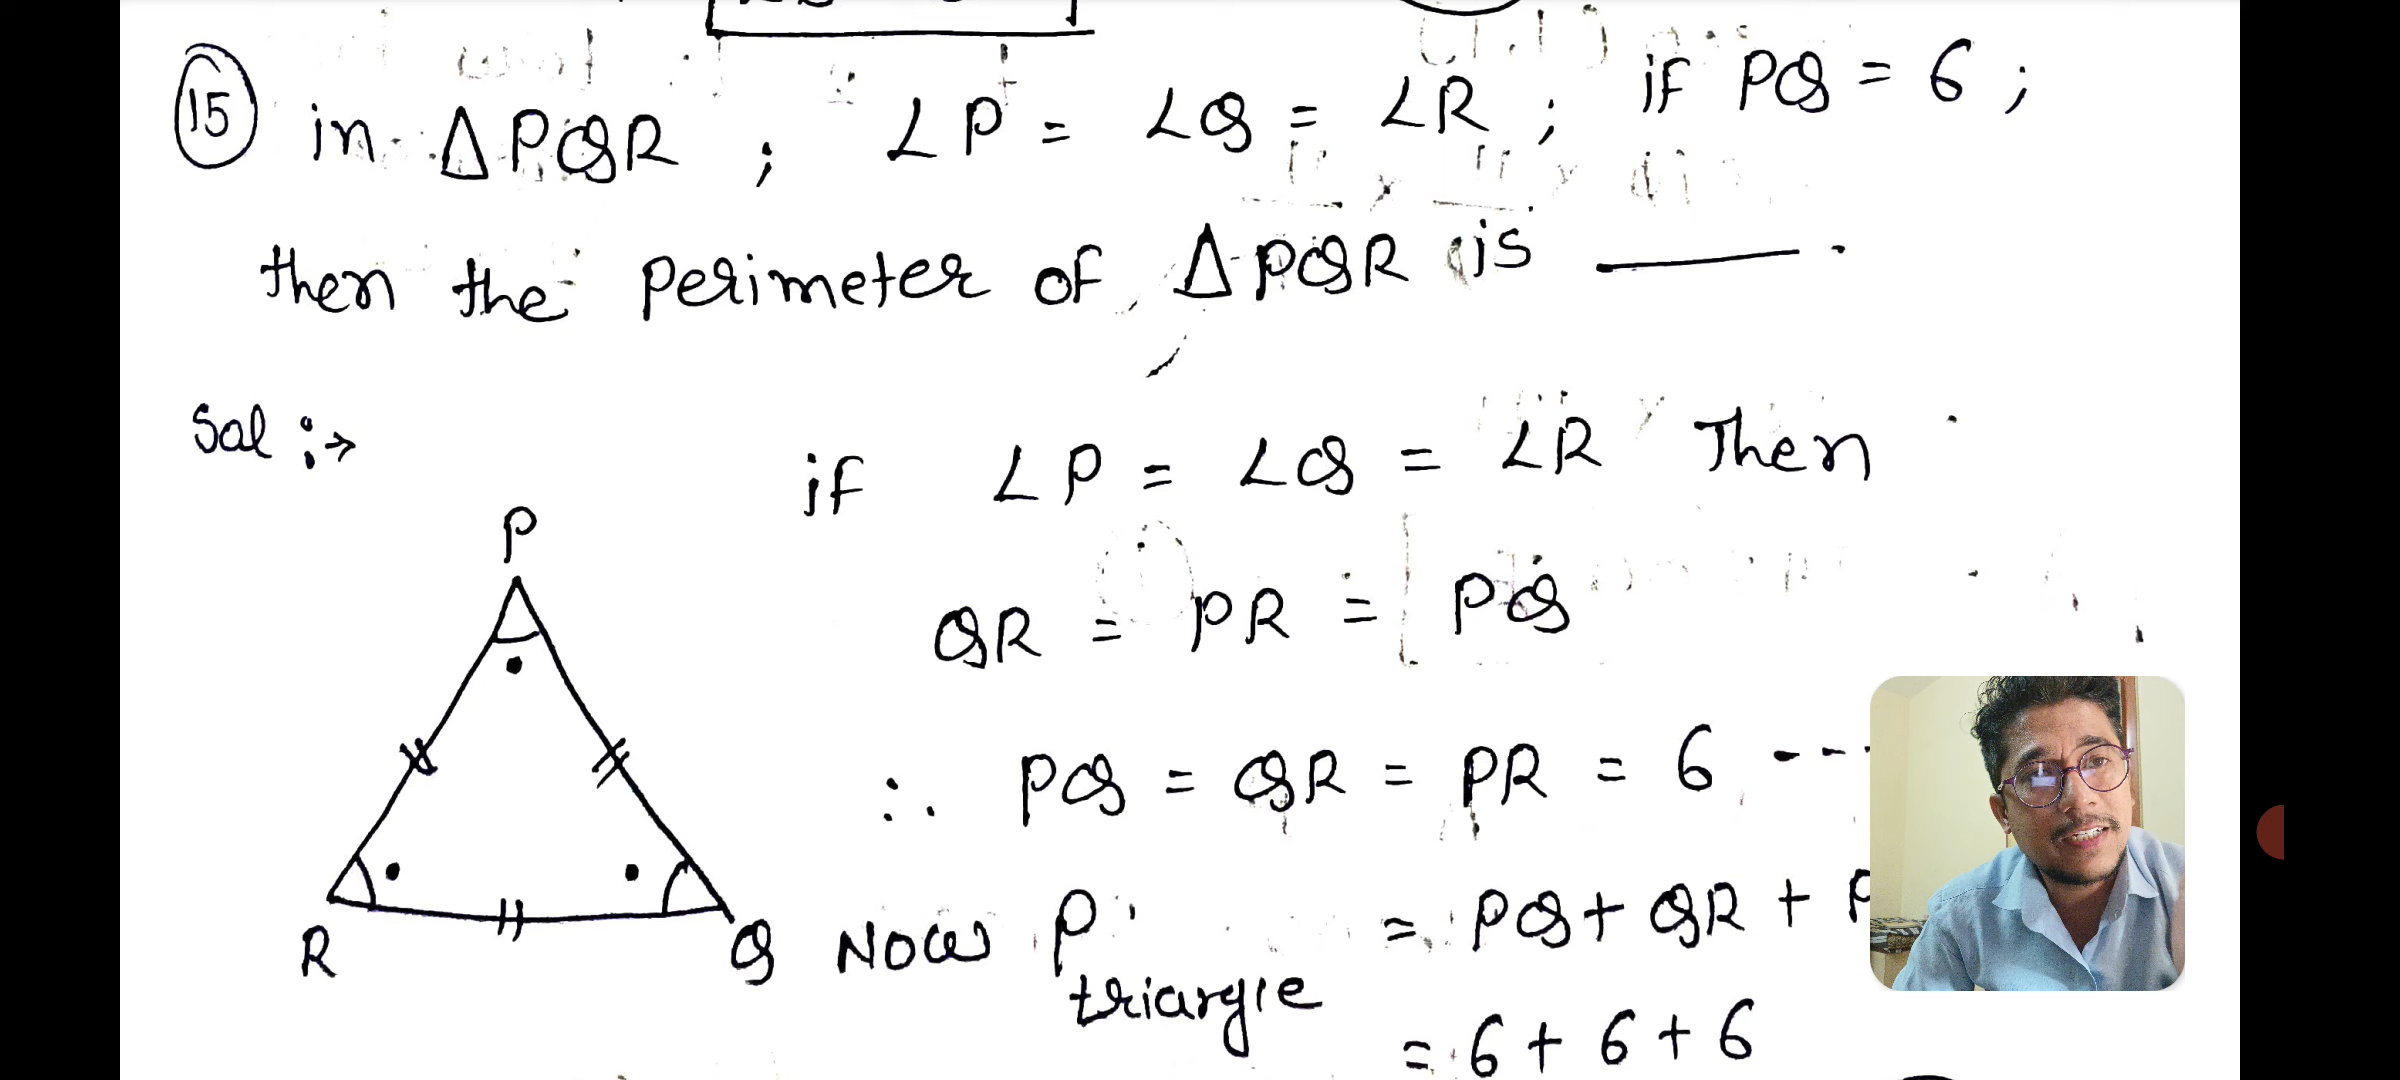 15 in ΔPQR ; ∠P = ∠Q = ∠R ; if PQ = 6 ;
then the perimeter of ΔPQR is ——— .
Sol :→
if ∠P = ∠Q = ∠R Then
P
QR = PR = PQ
∴ PQ = QR = PR = 6 ---
R Q
Now P triangle = PQ + QR + P
= 6 + 6 + 6